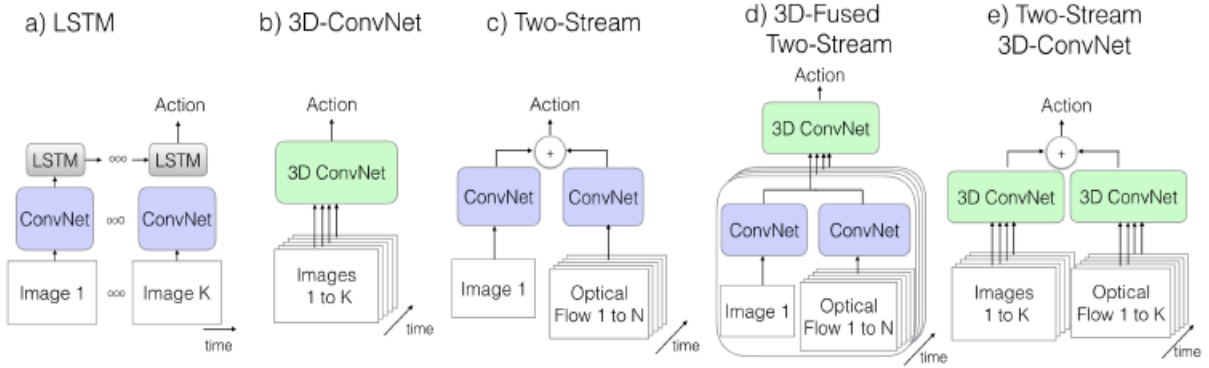 a) LSTM
Action
LSTM
∞
LSTM
ConvNet
∞
ConvNet
Image 1
∞
Image K
time
b) 3D-ConvNet
Action
3D ConvNet
Images
1 to K
time
c) Two-Stream
Action
+
ConvNet
ConvNet
Image 1
Optical
Flow 1 to N
time
d) 3D-Fused
Two-Stream
Action
3D ConvNet
ConvNet
ConvNet
Image 1
Optical
Flow 1 to N
time
e) Two-Stream
3D-ConvNet
Action
+
3D ConvNet
3D ConvNet
Images
1 to K
Optical
Flow 1 to K
time